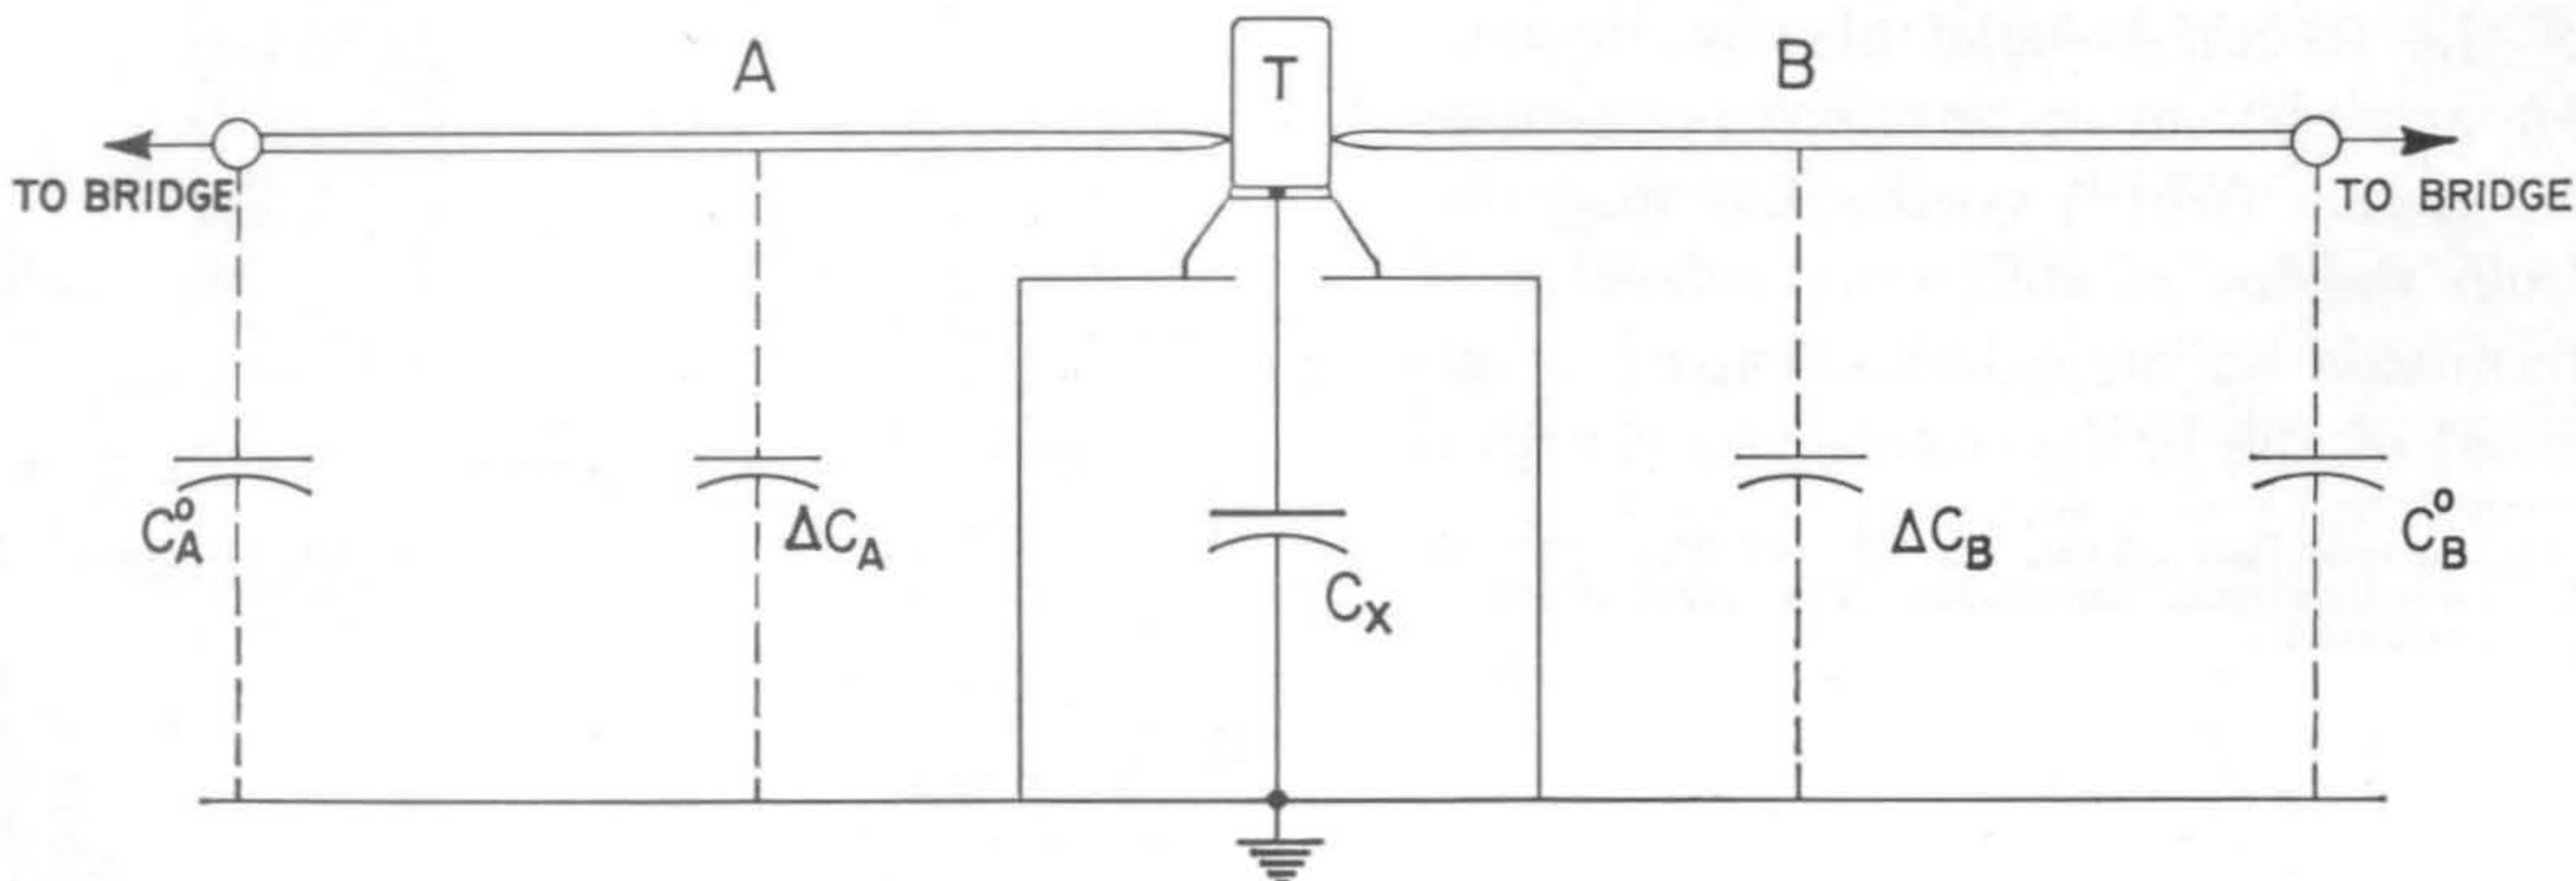 A
T
B
TO BRIDGE
TO BRIDGE
C°A
ΔCA
CX
ΔCB
C°B